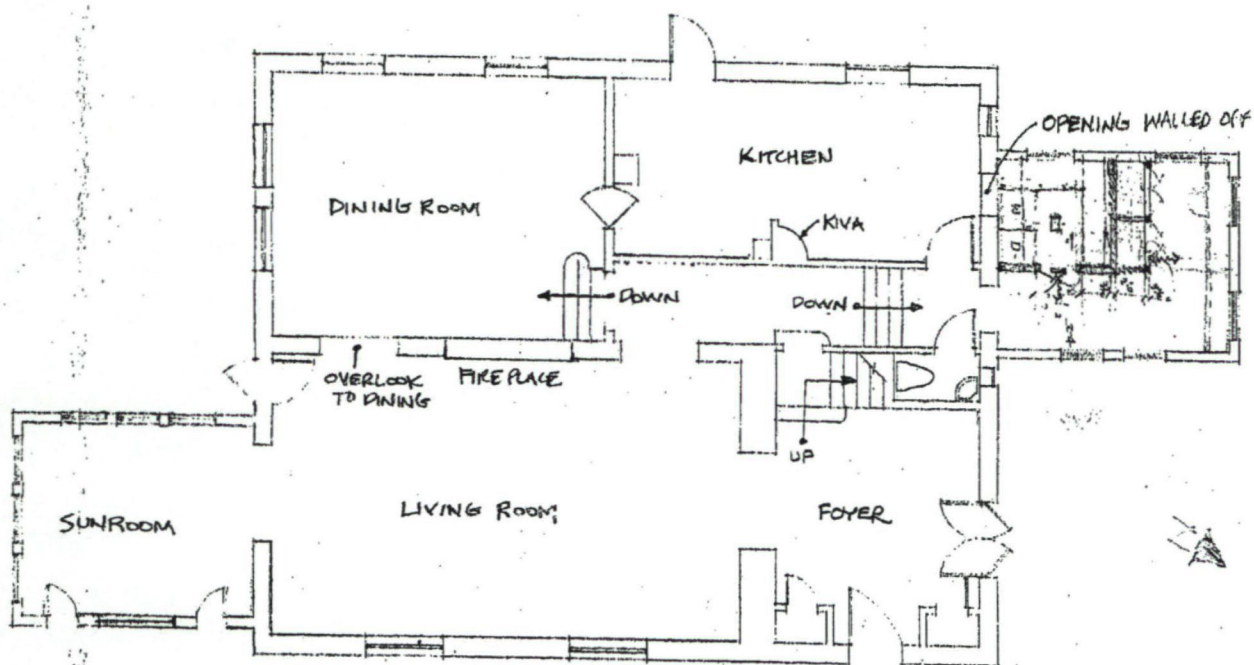 OPENING WALLED OFF
KITCHEN
DINING ROOM
KIVA
DOWN
DOWN
OVERLOOK
TO DINING
FIREPLACE
UP
LIVING ROOM
FOYER
SUNROOM